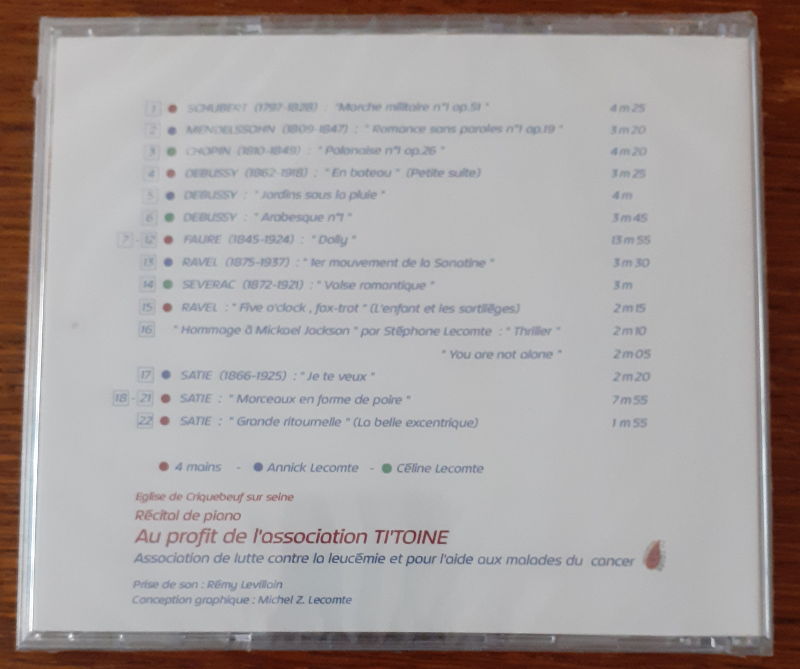 1 SCHUBERT (1797-1828) : "Marche militaire n°1 op.51 " 4 m 25
2 MENDELSSOHN (1809-1847) : " Romance sans paroles n°1 op.19 " 3 m 20
3 CHOPIN (1810-1849) : " Polonaise n°1 op.26 " 4 m 20
4 DEBUSSY (1862-1918) : " En bateau " (Petite suite) 3 m 25
5 DEBUSSY : " Jardins sous la pluie " 4 m
6 DEBUSSY : " Arabesque n°1 " 3 m 45
7 - 12 FAURE (1845-1924) : " Dolly " 13 m 55
13 RAVEL (1875-1937) : " 1er mouvement de la Sonatine " 3 m 30
14 SEVERAC (1872-1921) : " Valse romantique " 3 m
15 RAVEL : " Five o'clock , fox-trot " (L'enfant et les sortilèges) 2 m 15
16 " Hommage à Mickael Jackson " par Stéphane Lecomte : " Thriller " 2 m 10
" You are not alone " 2 m 05
17 SATIE (1866-1925) : " Je te veux " 2 m 20
18 - 21 SATIE : " Morceaux en forme de poire " 7 m 55
22 SATIE : " Grande ritournelle " (La belle excentrique) 1 m 55
4 mains - Annick Lecomte - Céline Lecomte
Eglise de Criquebeuf sur seine
Récital de piano
Au profit de l'association TI'TOINE
Association de lutte contre la leucémie et pour l'aide aux malades du cancer
Prise de son : Rémy Levillain
Conception graphique : Michel Z. Lecomte